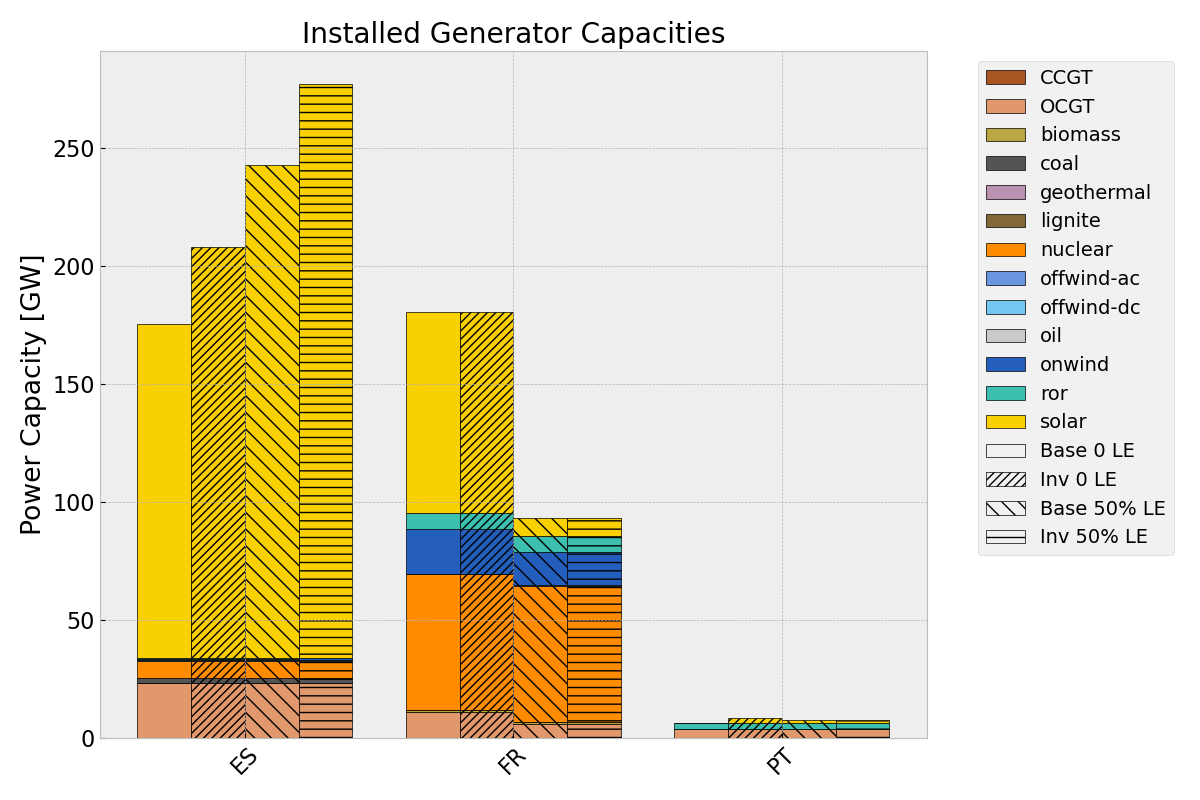 Installed Generator Capacities
Power Capacity [GW]
250
200
150
100
50
0
ES
FR
PT
CCGT
OCGT
biomass
coal
geothermal
lignite
nuclear
offwind-ac
offwind-dc
oil
onwind
ror
solar
Base 0 LE
Inv 0 LE
Base 50% LE
Inv 50% LE